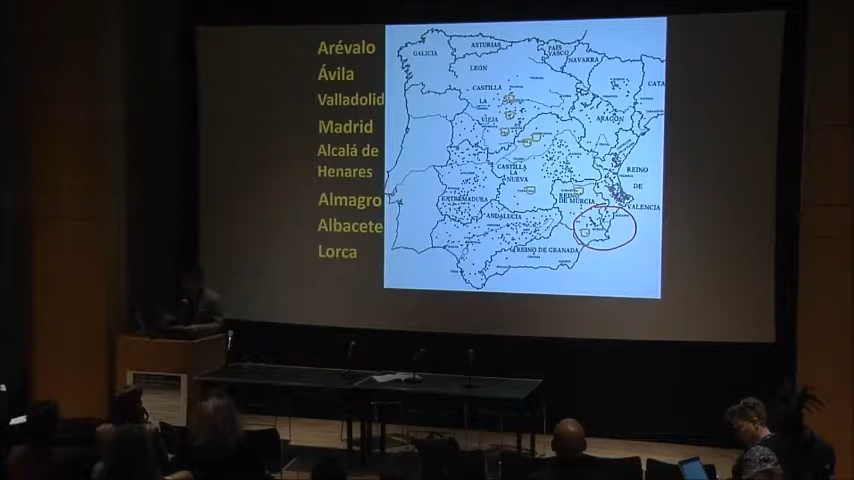 Arévalo
Ávila
Valladolid
Madrid
Alcalá de
Henares
Almagro
Albacete
Lorca
GALICIA
ASTURIAS
PAIS
VASCO
NAVARRA
LEON
CATA
CASTILLA
LA
VIEJA
ARAGON
CASTILLA
LA
NUEVA
REINO
DE
VALENCIA
EXTREMADURA
REINO
DE MURCIA
ANDALUCIA
REINO DE GRANADA